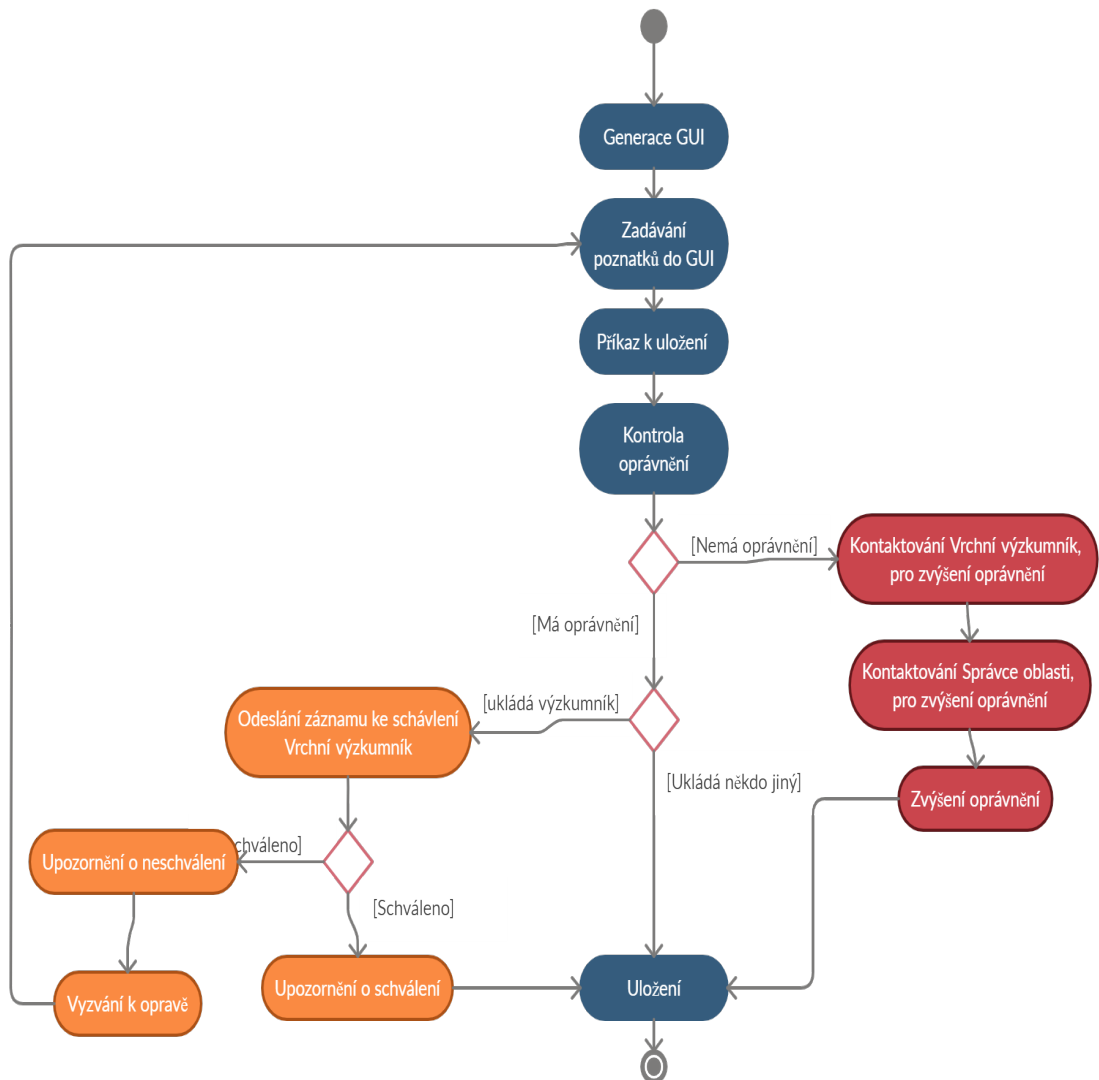 Generace GUI
Zadávání
poznatků do GUI
Příkaz k uložení
Kontrola
oprávnění
[Nemá oprávnění]
Kontaktování Vrchní výzkumník,
pro zvýšení oprávnění
[Má oprávnění]
Kontaktování Správce oblasti,
pro zvýšení oprávnění
[ukládá výzkumník]
Odeslání záznamu ke schávlení
Vrchní výzkumník
[Ukládá někdo jiný]
Zvýšení oprávnění
chváleno]
Upozornění o neschválení
[Schváleno]
Upozornění o schválení
Uložení
Vyzvání k opravě